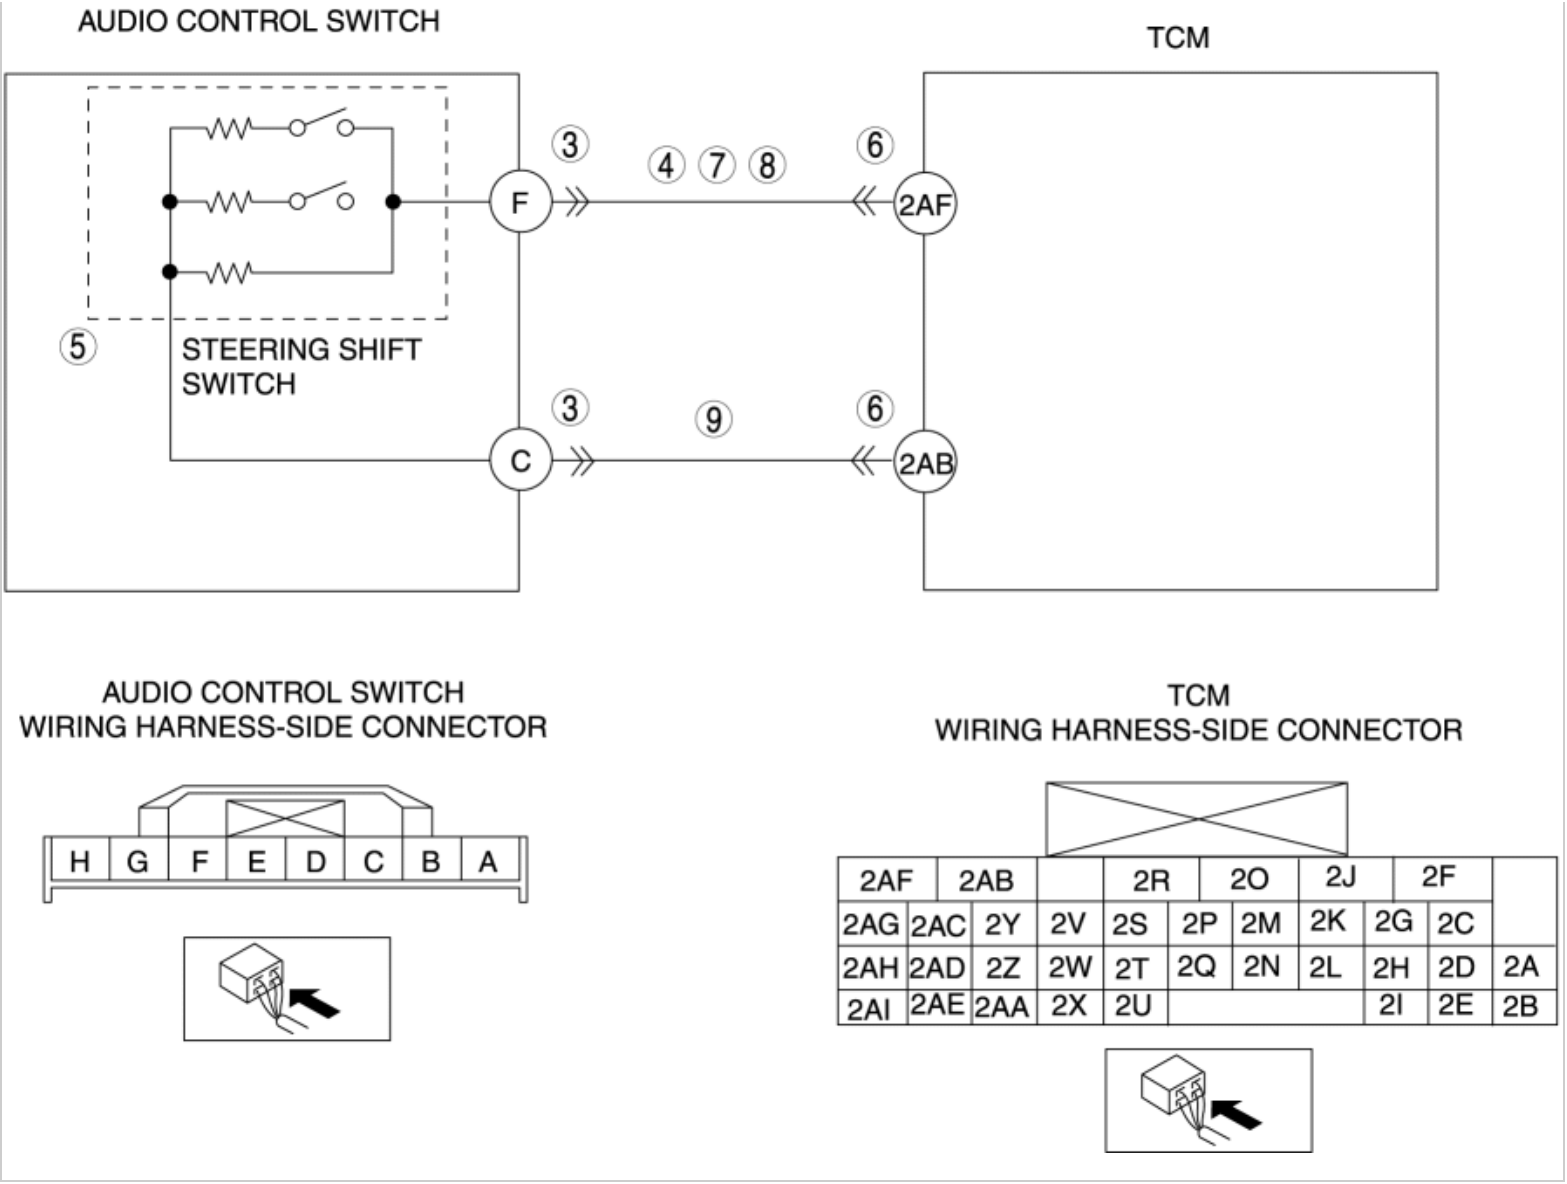 AUDIO CONTROL SWITCH
TCM
3
4 7 8
6
F
2AF
5
STEERING SHIFT
SWITCH
3
9
6
C
2AB
AUDIO CONTROL SWITCH
WIRING HARNESS-SIDE CONNECTOR
H G F E D C B A
TCM
WIRING HARNESS-SIDE CONNECTOR
2AF 2AB 2R 2O 2J 2F
2AG 2AC 2Y 2V 2S 2P 2M 2K 2G 2C
2AH 2AD 2Z 2W 2T 2Q 2N 2L 2H 2D 2A
2AI 2AE 2AA 2X 2U 2I 2E 2B